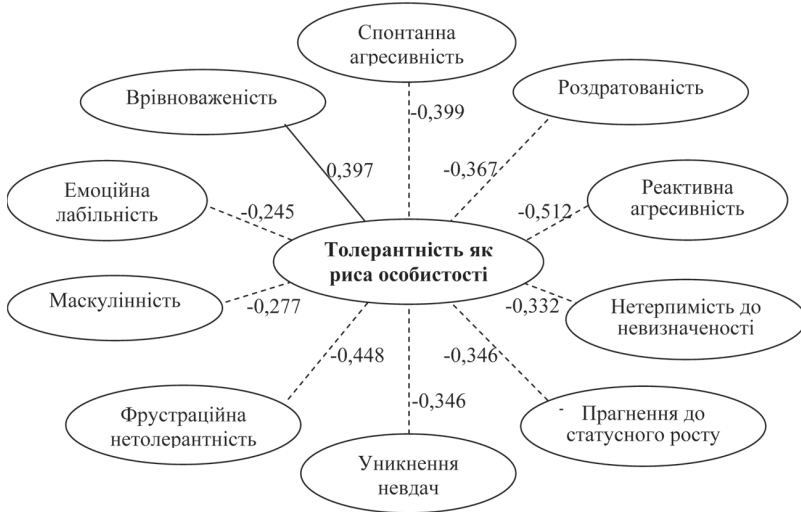 Спонтанна
агресивність
Врівноваженість
Роздратованість
-0,399
0,397
-0,367
Емоційна
лабільність
-0,245
-0,512
Реактивна
агресивність
Толерантність як
риса особистості
Маскулінність
-0,277
-0,332
Нетерпимість до
невизначеності
-0,448
-0,346
-0,346
Фрустраційна
нетолерантність
- Прагнення до
статусного росту
Уникнення
невдач